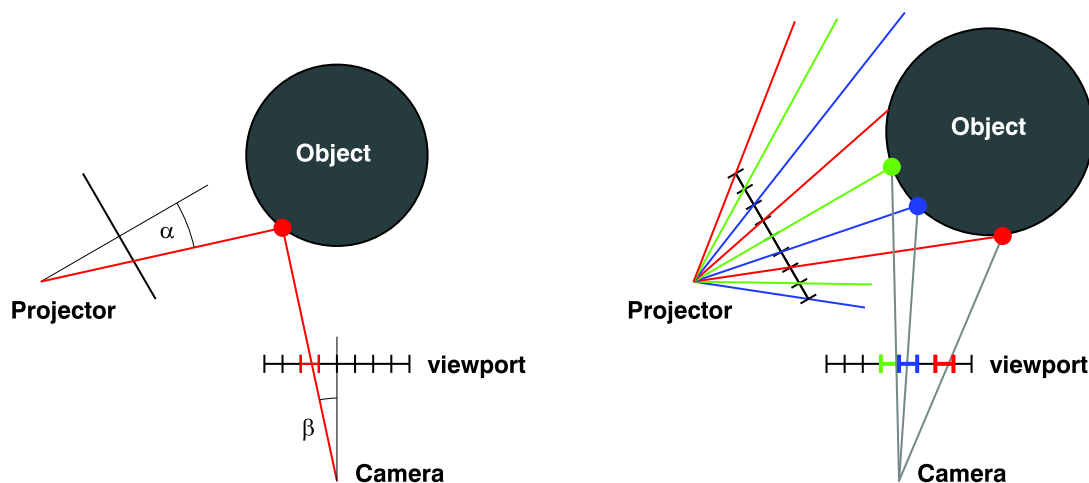 Object
α
Projector
viewport
β
Camera
Object
Projector
viewport
Camera